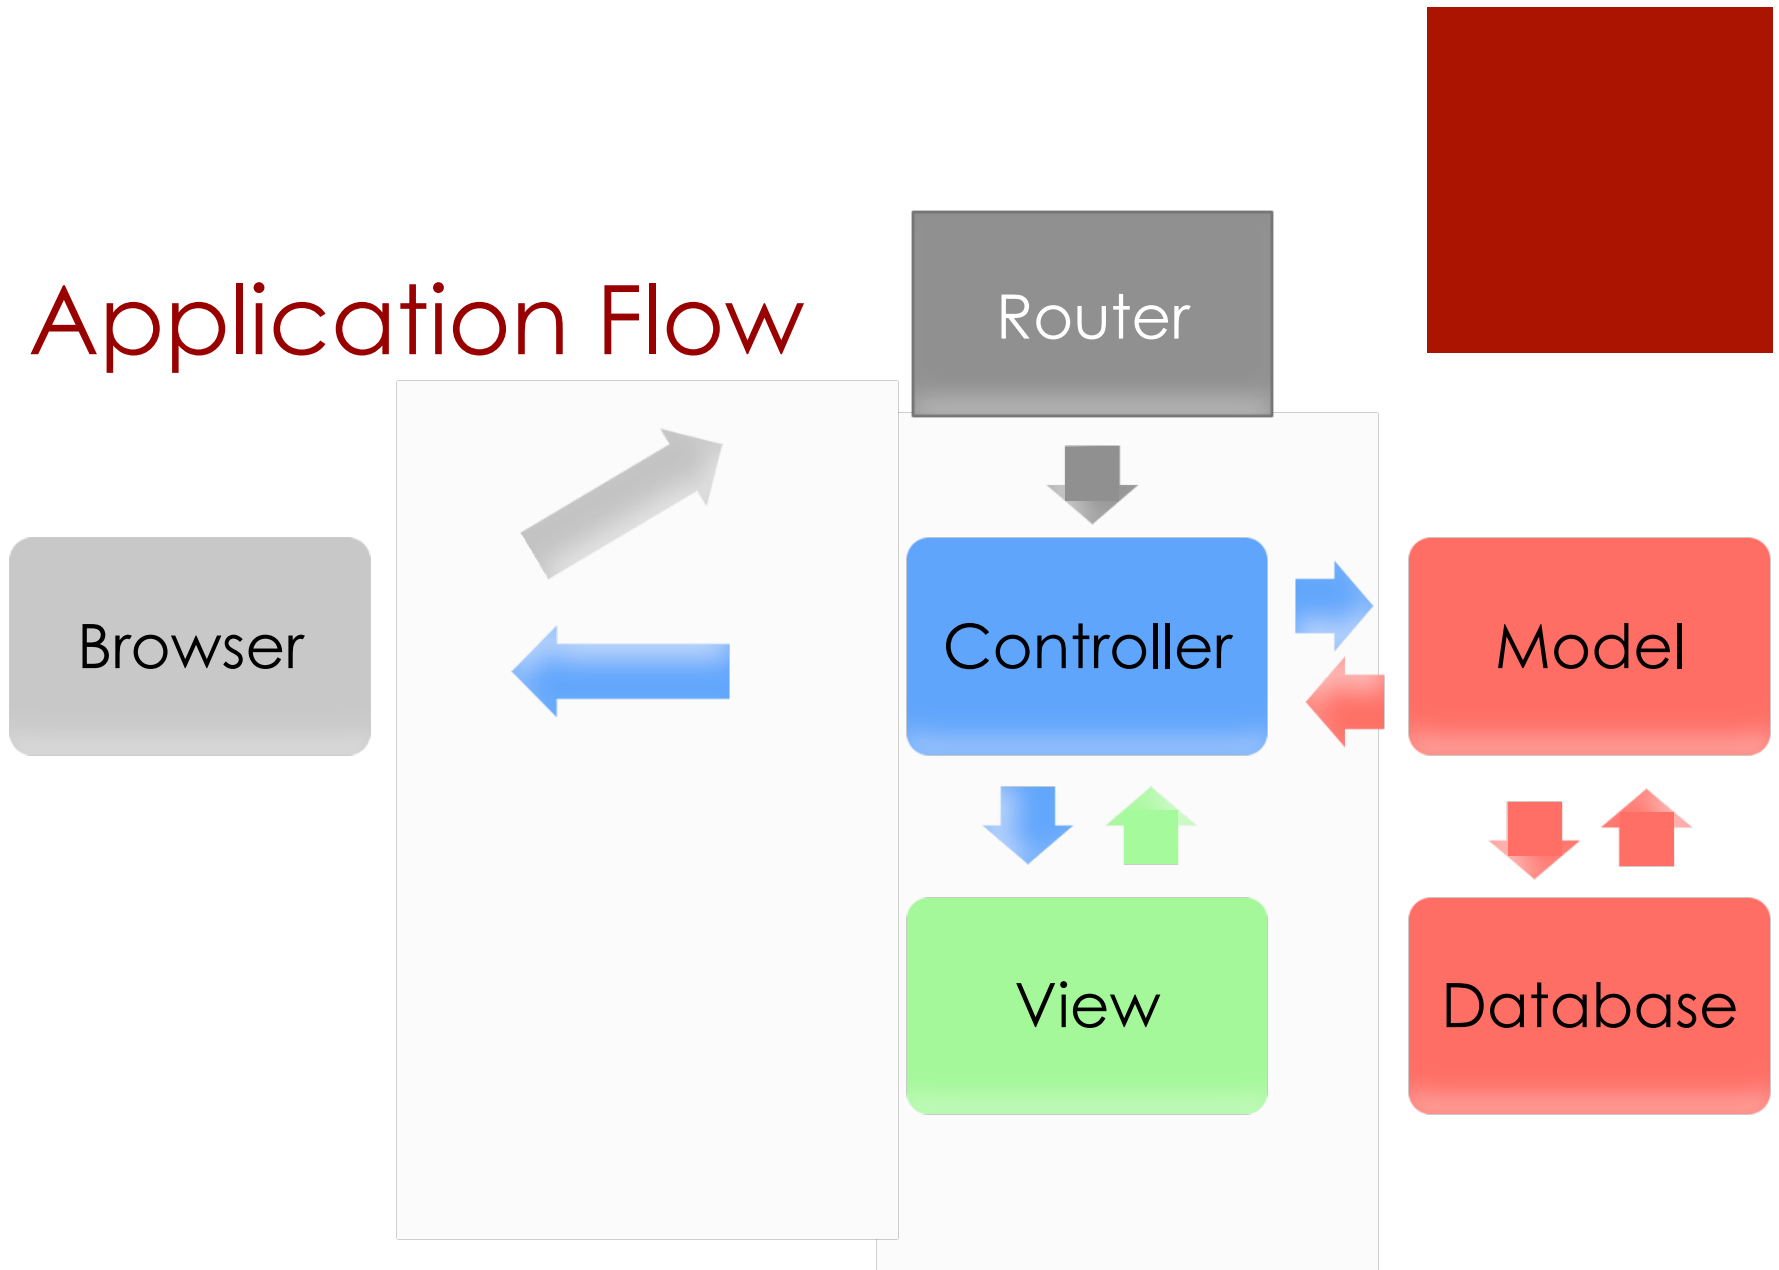 Application Flow
Router
Browser
Controller
Model
View
Database